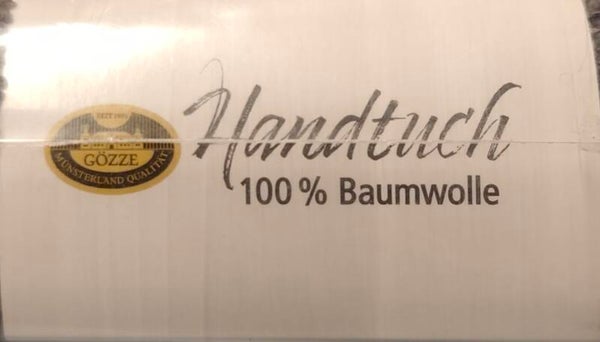 Handtuch
100 % Baumwolle
GÖZZE
MÜNSTERLAND QUALITÄT